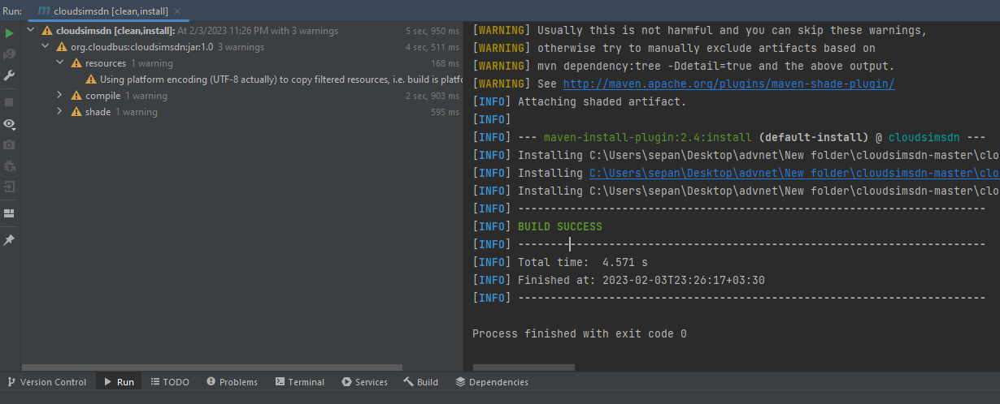 Run: m cloudsimsdn [clean,install] ×
cloudsimsdn [clean,install]: At 2/3/2023 11:26 PM with 3 warnings 5 sec, 950 ms
org.cloudbus:cloudsimsdn:jar:1.0 3 warnings 4 sec, 511 ms
resources 1 warning 168 ms
Using platform encoding (UTF-8 actually) to copy filtered resources, i.e. build is platf
compile 1 warning 2 sec, 903 ms
shade 1 warning 595 ms
[WARNING] Usually this is not harmful and you can skip these warnings,
[WARNING] otherwise try to manually exclude artifacts based on
[WARNING] mvn dependency:tree -Ddetail=true and the above output.
[WARNING] See http://maven.apache.org/plugins/maven-shade-plugin/
[INFO] Attaching shaded artifact.
[INFO]
[INFO] --- maven-install-plugin:2.4:install (default-install) @ cloudsimsdn ---
[INFO] Installing C:\Users\sepan\Desktop\advnet\New folder\cloudsimsdn-master\clo
[INFO] Installing C:\Users\sepan\Desktop\advnet\New folder\cloudsimsdn-master\clo
[INFO] Installing C:\Users\sepan\Desktop\advnet\New folder\cloudsimsdn-master\clo
[INFO] ------------------------------------------------------------------------
[INFO] BUILD SUCCESS
[INFO] ------------------------------------------------------------------------
[INFO] Total time:  4.571 s
[INFO] Finished at: 2023-02-03T23:26:17+03:30
[INFO] ------------------------------------------------------------------------
Process finished with exit code 0
Version Control Run TODO Problems Terminal Services Build Dependencies